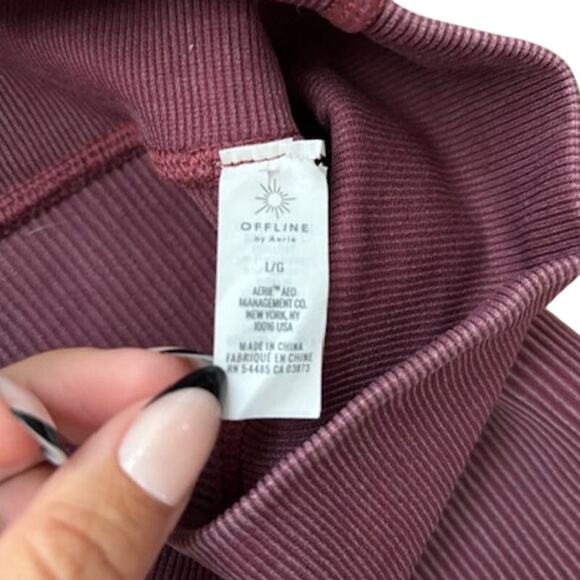 OFFLINE
by Aerie
L/G
AERIE™ AEO
MANAGEMENT CO.
NEW YORK, NY
10016 USA
MADE IN CHINA
FABRIQUÉ EN CHINE
RN 54485 CA 03873